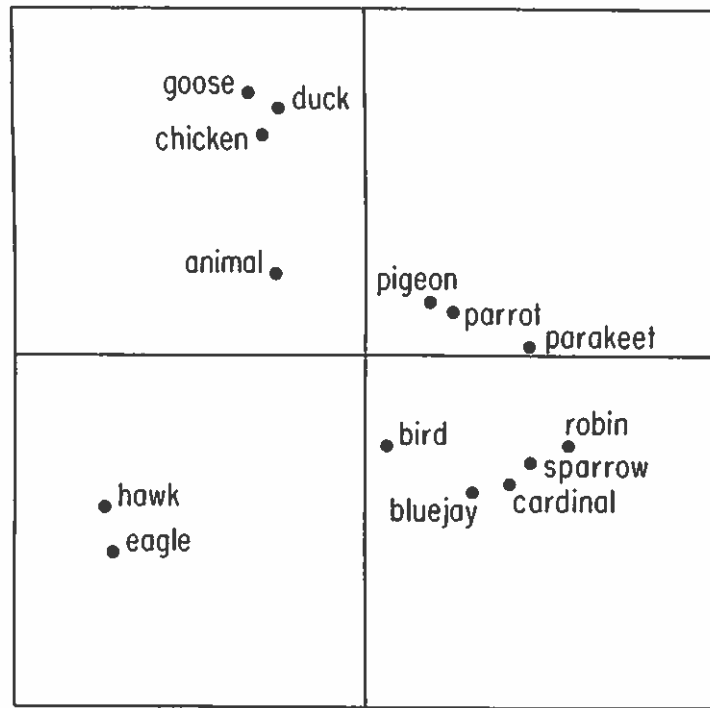 goose
duck
chicken
animal
pigeon
parrot
parakeet
bird
robin
sparrow
cardinal
bluejay
hawk
eagle